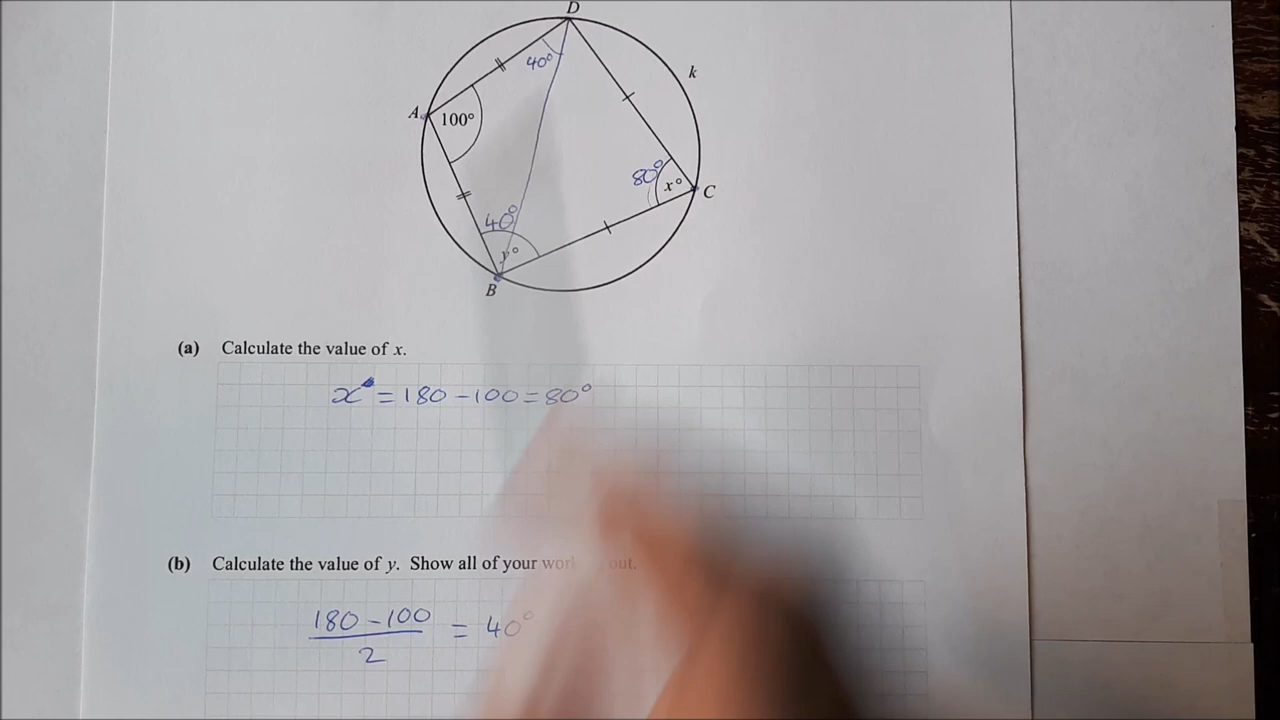 D
40°
k
A
100°
80°
x°
C
40°
y°
B
(a) Calculate the value of x.
x = 180 - 100 = 80°
(b) Calculate the value of y. Show all of your out.
180 - 100
2
= 40°